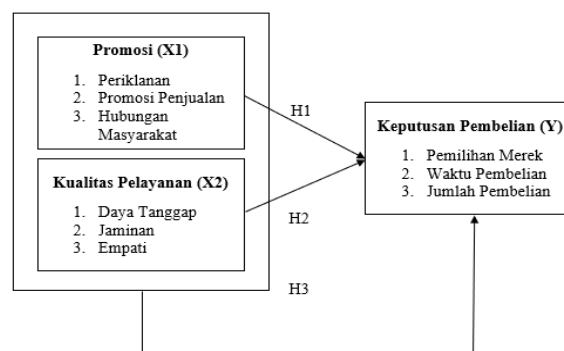 Promosi (X1)
1. Periklanan
2. Promosi Penjualan
3. Hubungan
Masyarakat
H1
Kualitas Pelayanan (X2)
1. Daya Tanggap
2. Jaminan
3. Empati
H2
H3
Keputusan Pembelian (Y)
1. Pemilihan Merek
2. Waktu Pembelian
3. Jumlah Pembelian